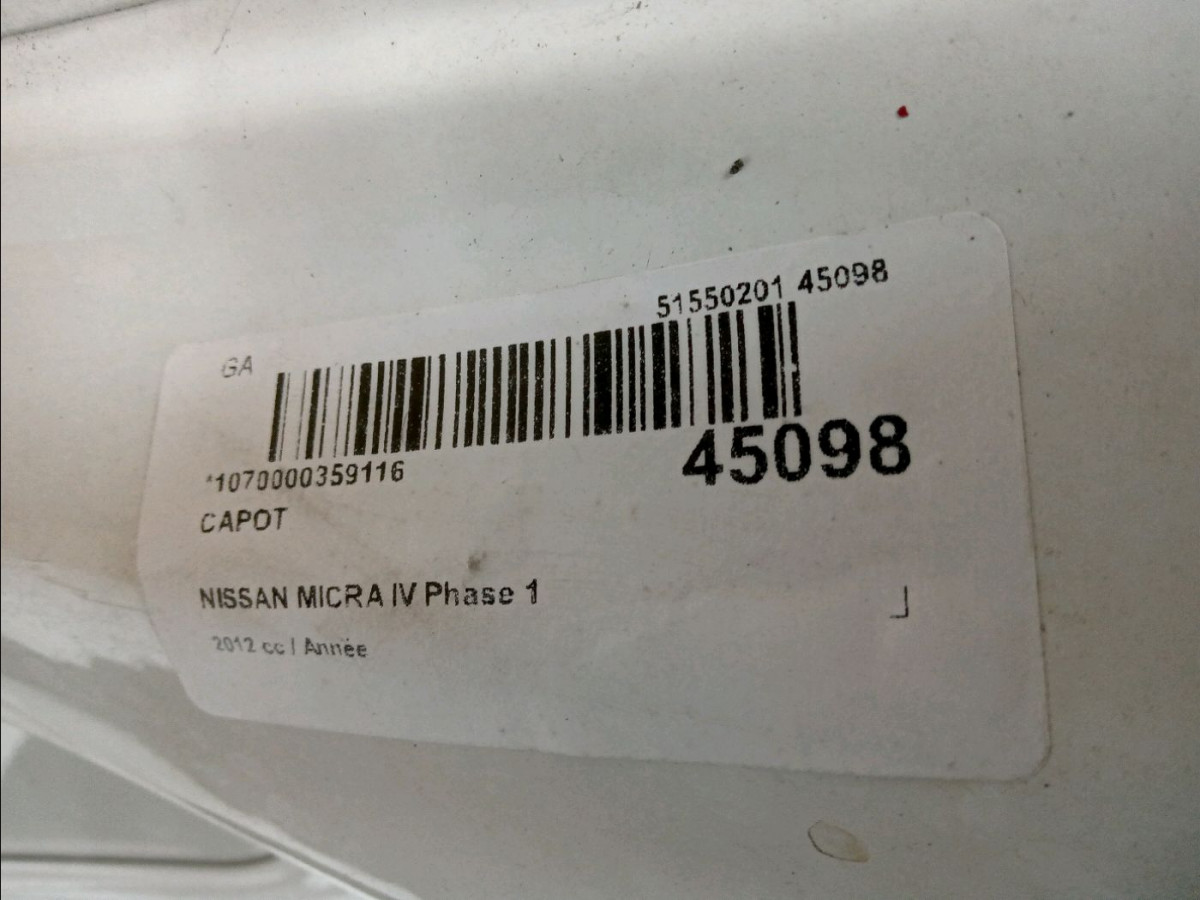 51550201 45098
GA
45098
*1070000359116
CAPOT
NISSAN MICRA IV Phase 1
2012 cc / Année